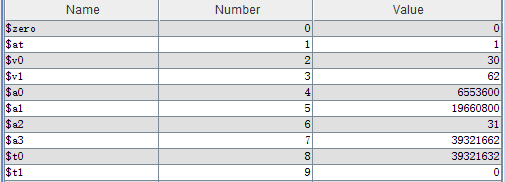 Name Number Value
$zero 0 0
$at 1 1
$v0 2 30
$v1 3 62
$a0 4 6553600
$a1 5 19660800
$a2 6 31
$a3 7 39321662
$t0 8 39321632
$t1 9 0